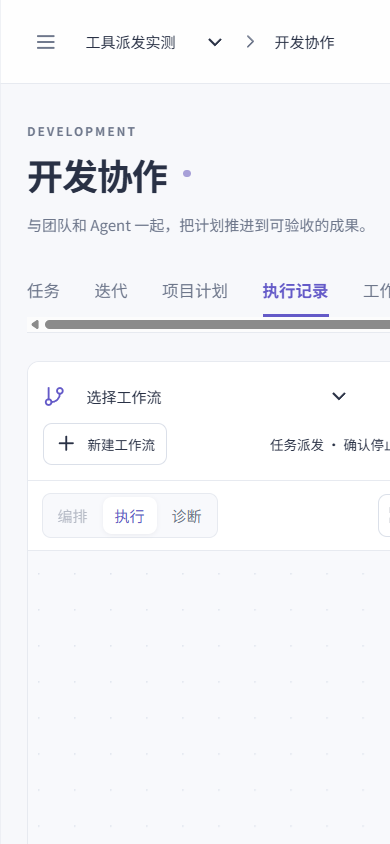 工具派发实测 开发协作
DEVELOPMENT
开发协作
与团队和 Agent 一起，把计划推进到可验收的成果。
任务 迭代 项目计划 执行记录 工作
选择工作流
新建工作流 任务派发 · 确认停止
编排 执行 诊断